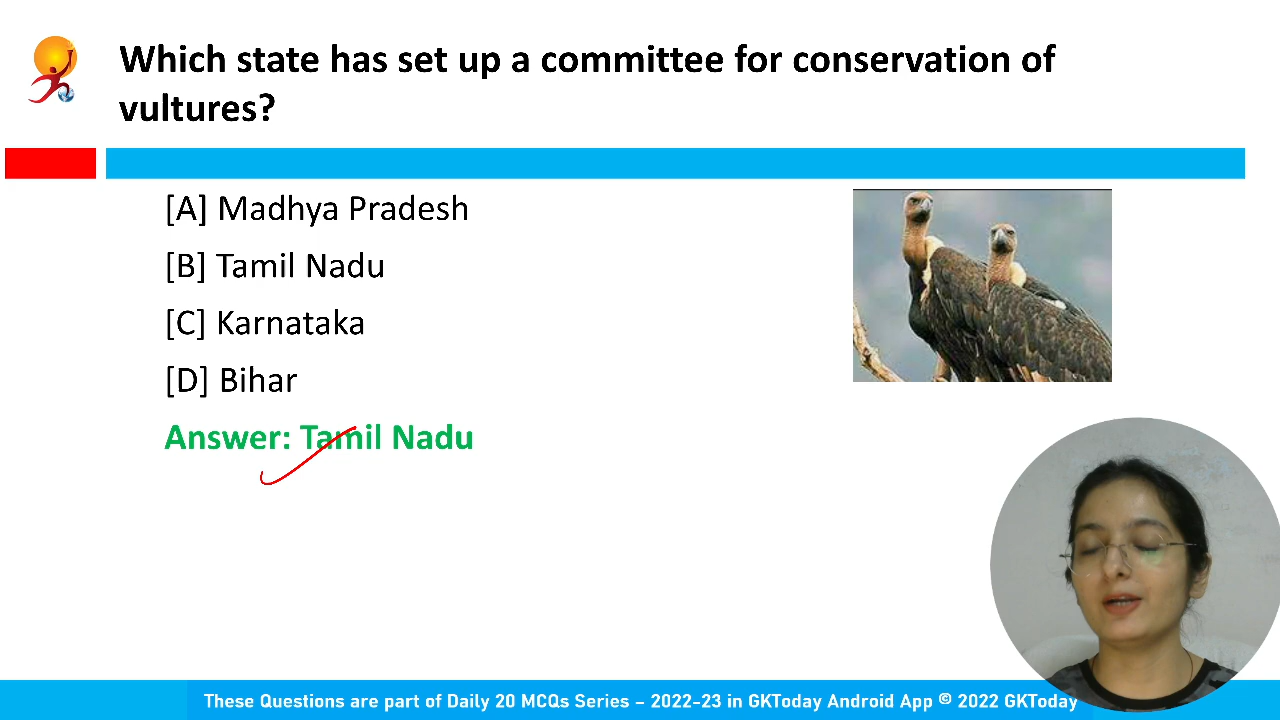 Which state has set up a committee for conservation of
vultures?
[A] Madhya Pradesh
[B] Tamil Nadu
[C] Karnataka
[D] Bihar
Answer: Tamil Nadu
These Questions are part of Daily 20 MCQs Series – 2022-23 in GKToday Android App © 2022 GKToday